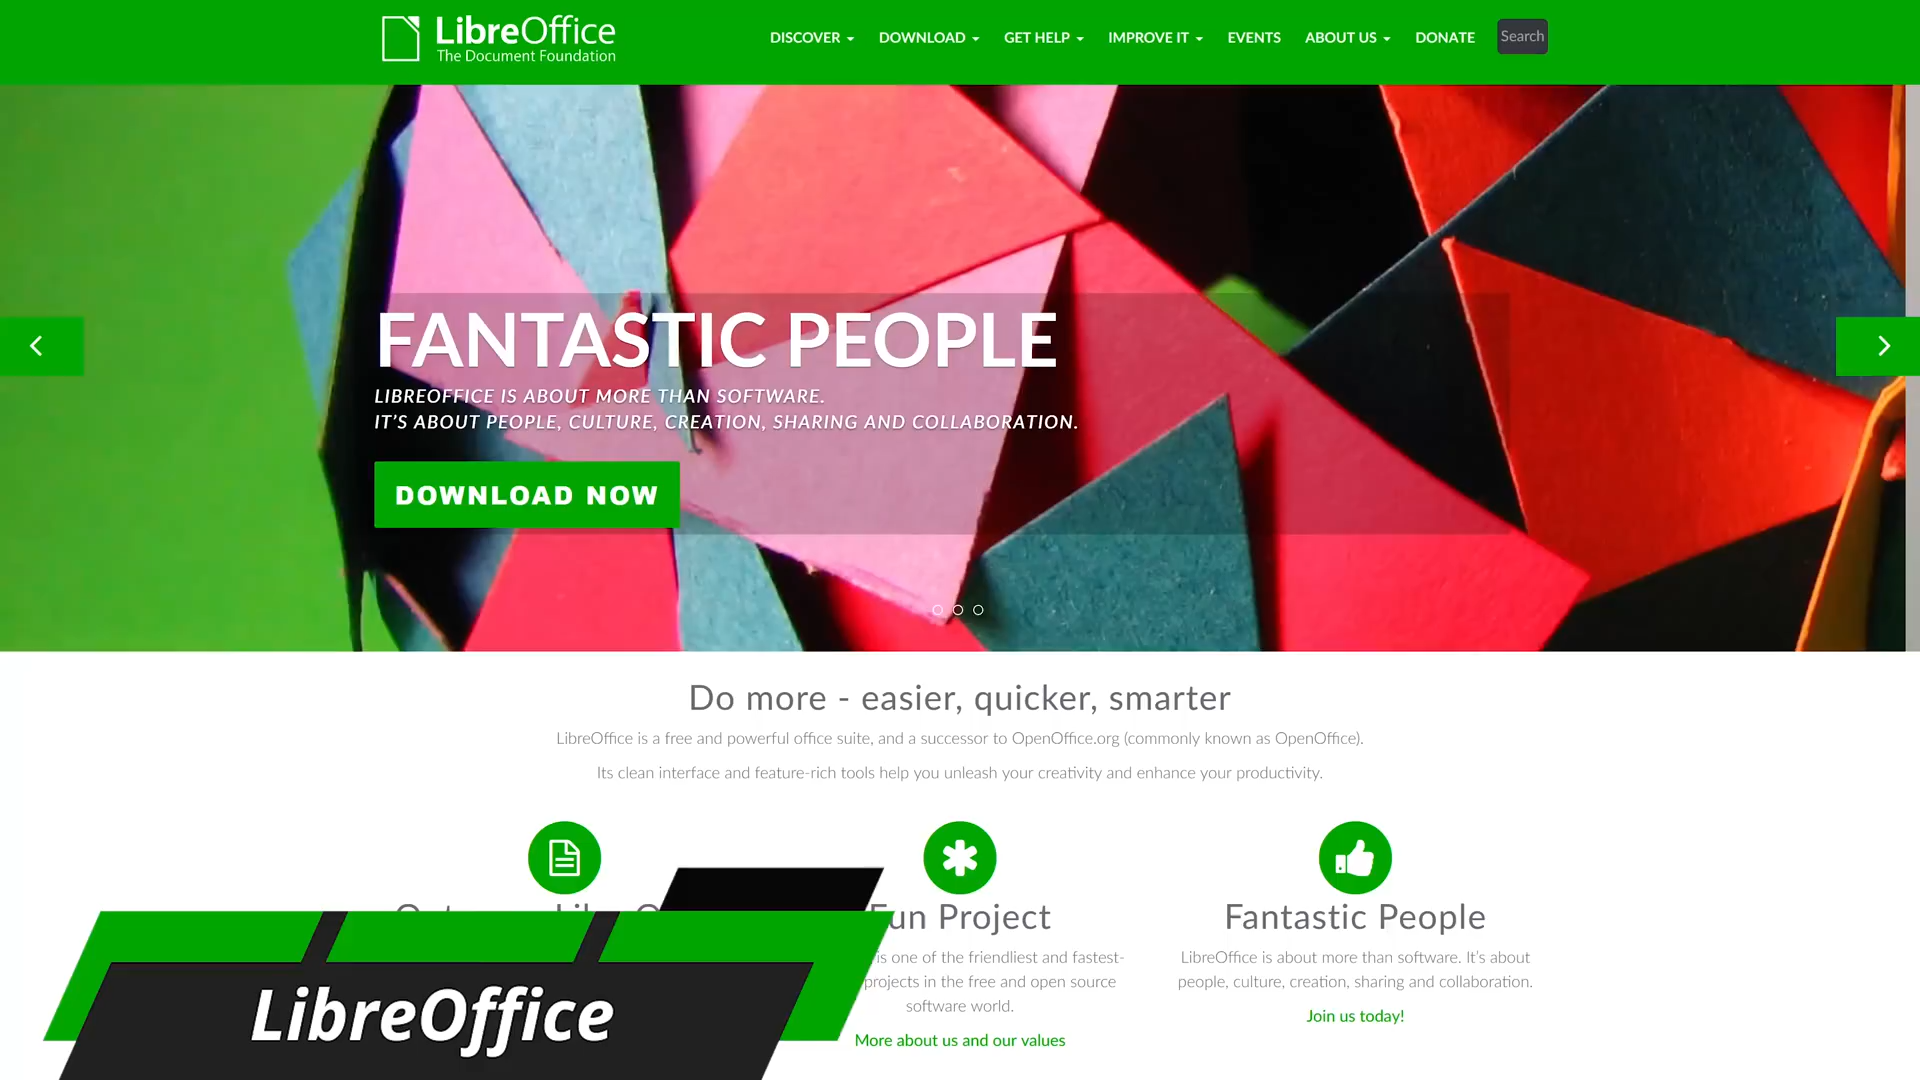 LibreOffice
The Document Foundation
DISCOVER
DOWNLOAD
GET HELP
IMPROVE IT
EVENTS
ABOUT US
DONATE
Search
FANTASTIC PEOPLE
LIBREOFFICE IS ABOUT MORE THAN SOFTWARE.
IT'S ABOUT PEOPLE, CULTURE, CREATION, SHARING AND COLLABORATION.
DOWNLOAD NOW
Do more - easier, quicker, smarter
LibreOffice is a free and powerful office suite, and a successor to OpenOffice.org (commonly known as OpenOffice).
Its clean interface and feature-rich tools help you unleash your creativity and enhance your productivity.
Fun Project
is one of the friendliest and fastest-
projects in the free and open source
software world.
More about us and our values
Fantastic People
LibreOffice is about more than software. It's about
people, culture, creation, sharing and collaboration.
Join us today!
LibreOffice